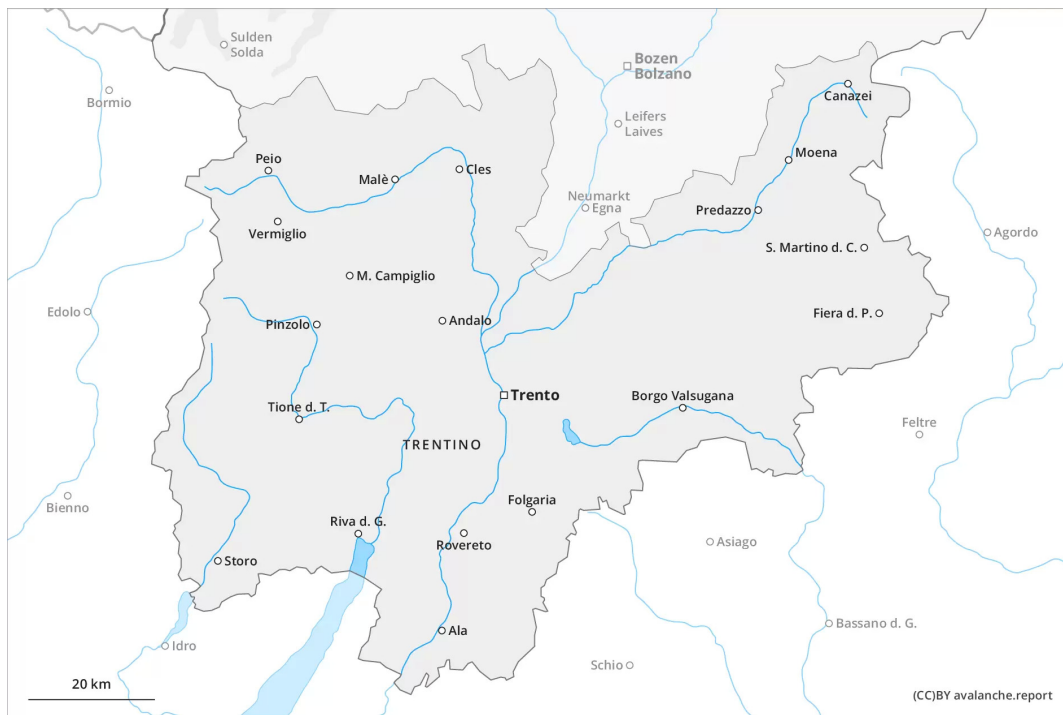 Sulden
Solda
Bozen
Bolzano
Bormio
Canazei
Leifers
Laives
Moena
Peio
Cles
Malè
Neumarkt
Egna
Predazzo
Vermiglio
Agordo
S. Martino d. C.
M. Campiglio
Edolo
Pinzolo
Andalo
Fiera d. P.
Trento
Borgo Valsugana
Tione d. T.
Feltre
TRENTINO
Bienno
Folgaria
Riva d. G.
Rovereto
Asiago
Storo
Bassano d. G.
Ala
Idro
Schio
20 km
(CC)BY avalanche.report